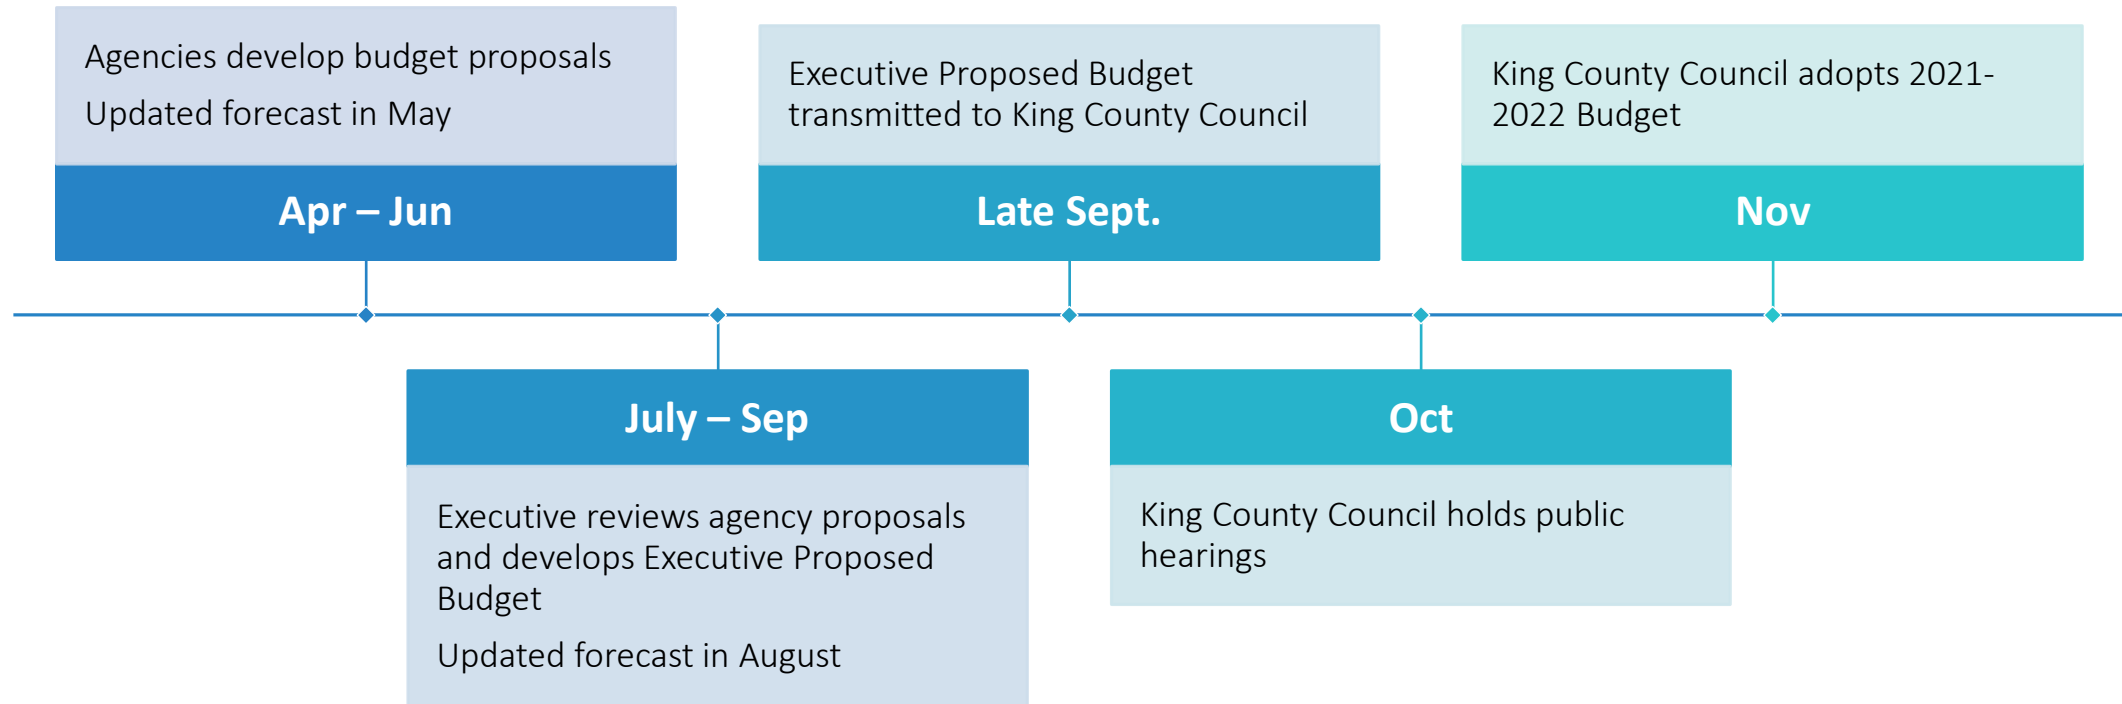 Agencies develop budget proposals
Updated forecast in May
Apr – Jun
July – Sep
Executive reviews agency proposals
and develops Executive Proposed
Budget
Updated forecast in August
Executive Proposed Budget
transmitted to King County Council
Late Sept.
Oct
King County Council holds public
hearings
King County Council adopts 2021-
2022 Budget
Nov